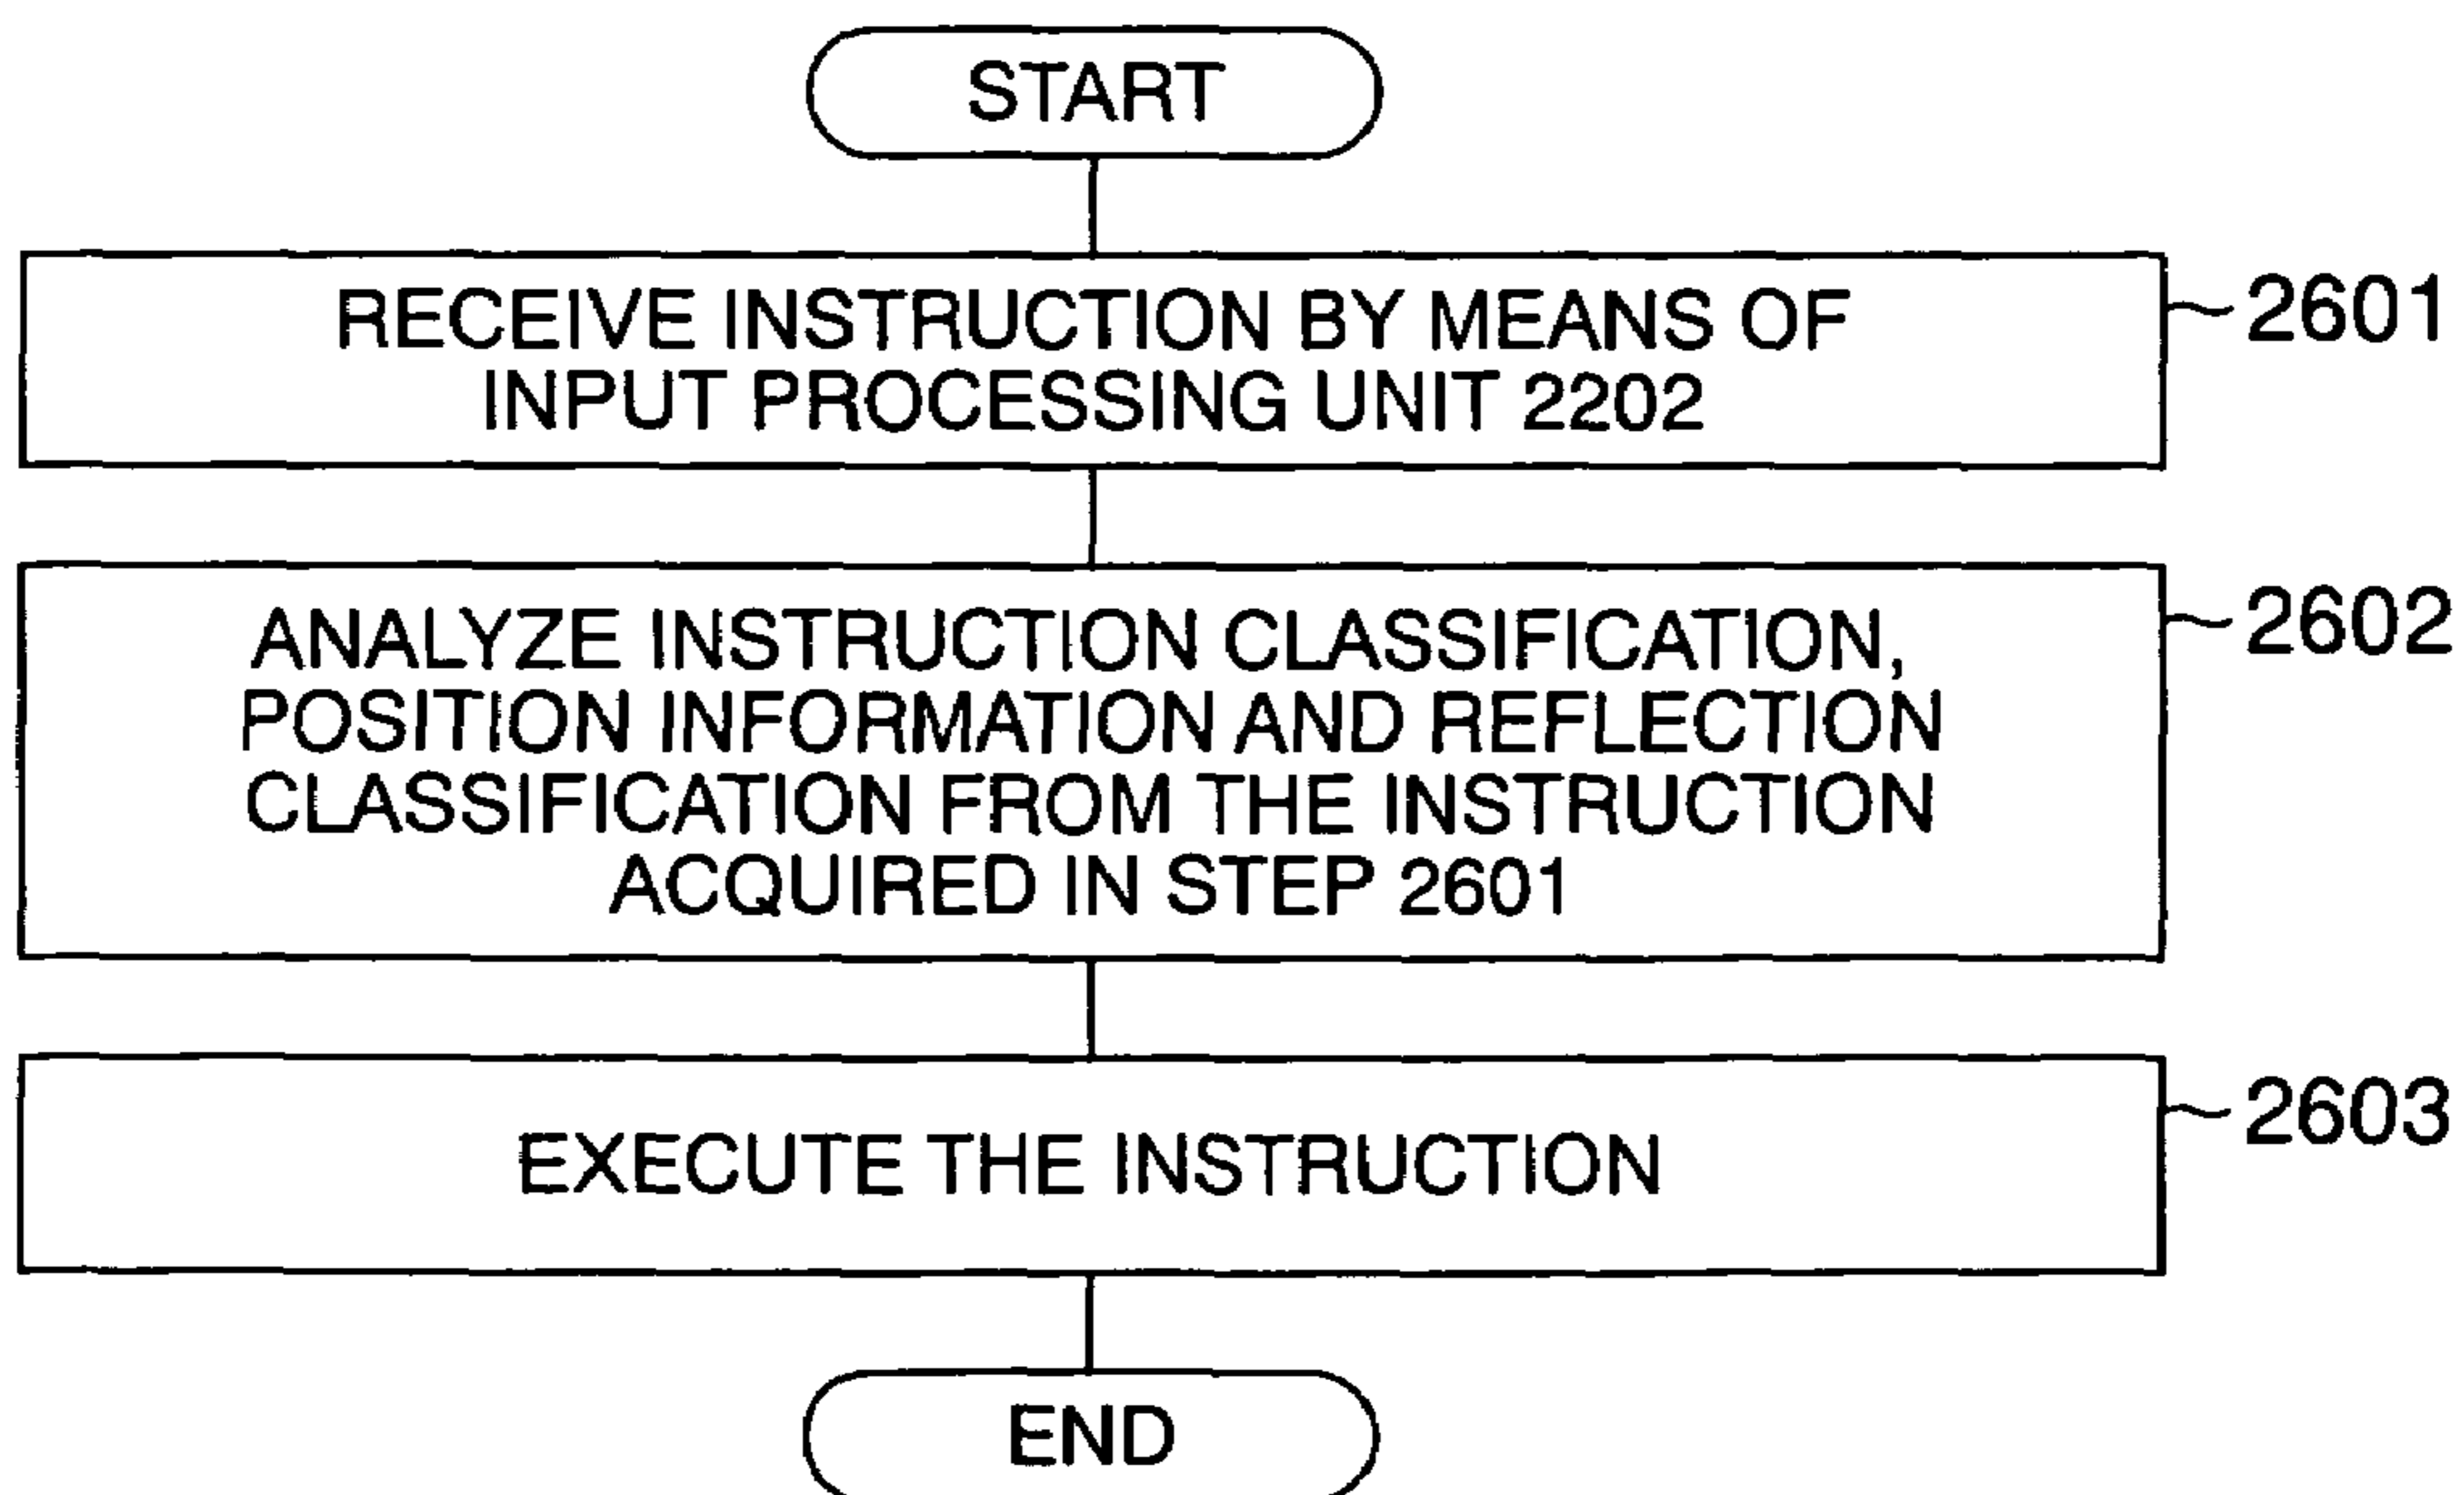 START
RECEIVE INSTRUCTION BY MEANS OF
INPUT PROCESSING UNIT 2202
2601
ANALYZE INSTRUCTION CLASSIFICATION,
POSITION INFORMATION AND REFLECTION
CLASSIFICATION FROM THE INSTRUCTION
ACQUIRED IN STEP 2601
2602
EXECUTE THE INSTRUCTION
2603
END